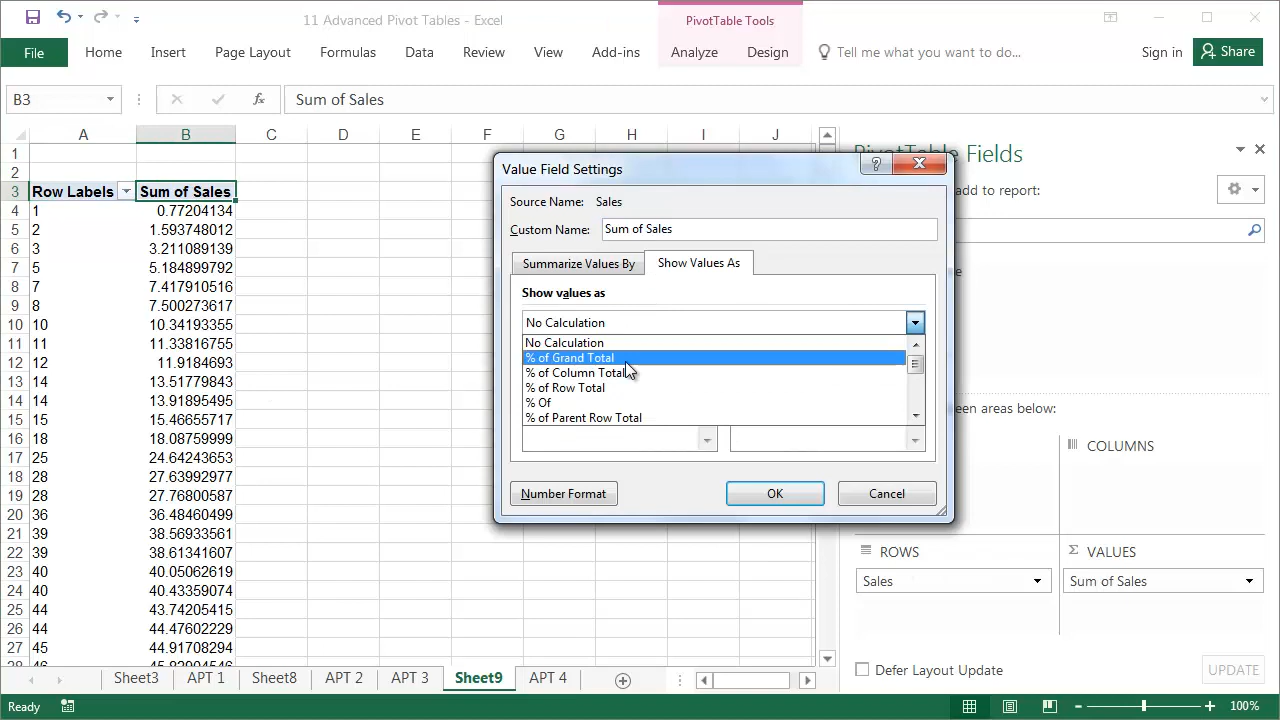 11 Advanced Pivot Tables - Excel
PivotTable Tools
File Home Insert Page Layout Formulas Data Review View Add-ins Analyze Design Tell me what you want to do... Sign in Share
B3 fx Sum of Sales
A B C D E F G H I J
1
2
3 Row Labels Sum of Sales
4 1 0.77204134
5 2 1.593748012
6 3 3.211089139
7 5 5.184899792
8 7 7.417910516
9 8 7.500273617
10 10 10.34193355
11 11 11.33816755
12 12 11.9184693
13 14 13.51779843
14 14 13.91895495
15 15 15.46655717
16 18 18.08759999
17 25 24.64243653
18 28 27.63992977
19 28 27.76800587
20 36 36.48460499
21 39 38.56933561
22 39 38.61341607
23 40 40.05062619
24 40 40.43359074
25 44 43.74205415
26 44 44.47602229
27 45 44.91708294
Value Field Settings
?
Source Name: Sales
Custom Name: Sum of Sales
Summarize Values By Show Values As
Show values as
No Calculation
No Calculation
% of Grand Total
% of Column Total
% of Row Total
% Of
% of Parent Row Total
Number Format OK Cancel
PivotTable Fields
add to report:
een areas below:
COLUMNS
ROWS
Σ VALUES
Sales
Sum of Sales
Defer Layout Update UPDATE
Sheet3 APT 1 Sheet8 APT 2 APT 3 Sheet9 APT 4
Ready 100%